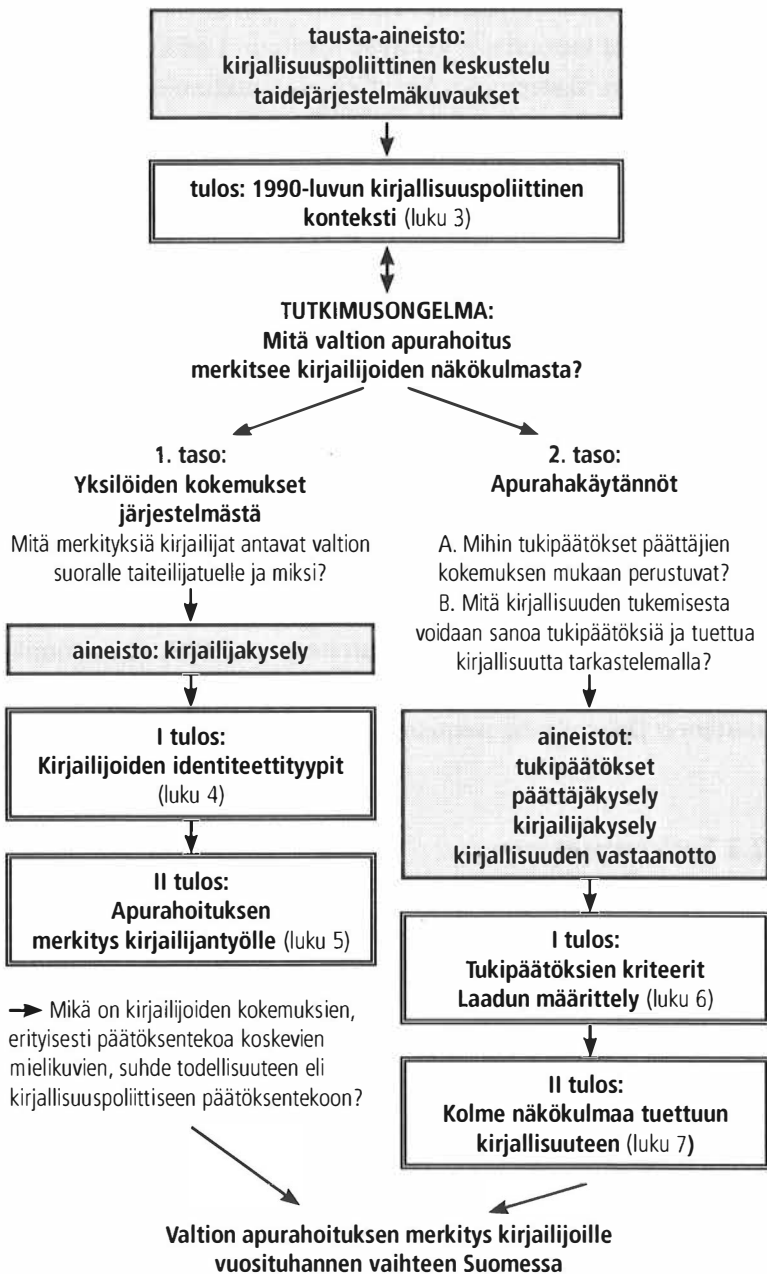 tausta-aineisto:
kirjallisuuspoliittinen keskustelu
taidejärjestelmäkuvaukset
tulos: 1990-luvun kirjallisuuspoliittinen
konteksti (luku 3)
TUTKIMUSONGELMA:
Mitä valtion apurahoitus
merkitsee kirjailijoiden näkökulmasta?
1. taso:
Yksilöiden kokemukset
järjestelmästä
Mitä merkityksiä kirjailijat antavat valtion
suoralle taiteilijatuelle ja miksi?
aineisto: kirjailijakysely
I tulos:
Kirjailijoiden identiteettityypit
(luku 4)
II tulos:
Apurahoituksen
merkitys kirjailijantyölle (luku 5)
Mikä on kirjailijoiden kokemuksien,
erityisesti päätöksentekoa koskevien
mielikuvien, suhde todellisuuteen eli
kirjallisuuspoliittiseen päätöksentekoon?
2. taso:
Apurahakäytännöt
A. Mihin tukipäätökset päättäjien
kokemuksen mukaan perustuvat?
B. Mitä kirjallisuuden tukemisesta
voidaan sanoa tukipäätöksiä ja tuettua
kirjallisuutta tarkastelemalla?
aineistot:
tukipäätökset
päättäjäkysely
kirjailijakysely
kirjallisuuden vastaanotto
I tulos:
Tukipäätöksien kriteerit
Laadun määrittely (luku 6)
II tulos:
Kolme näkökulmaa tuettuun
kirjallisuuteen (luku 7)
Valtion apurahoituksen merkitys kirjailijoille
vuosituhannen vaihteen Suomessa